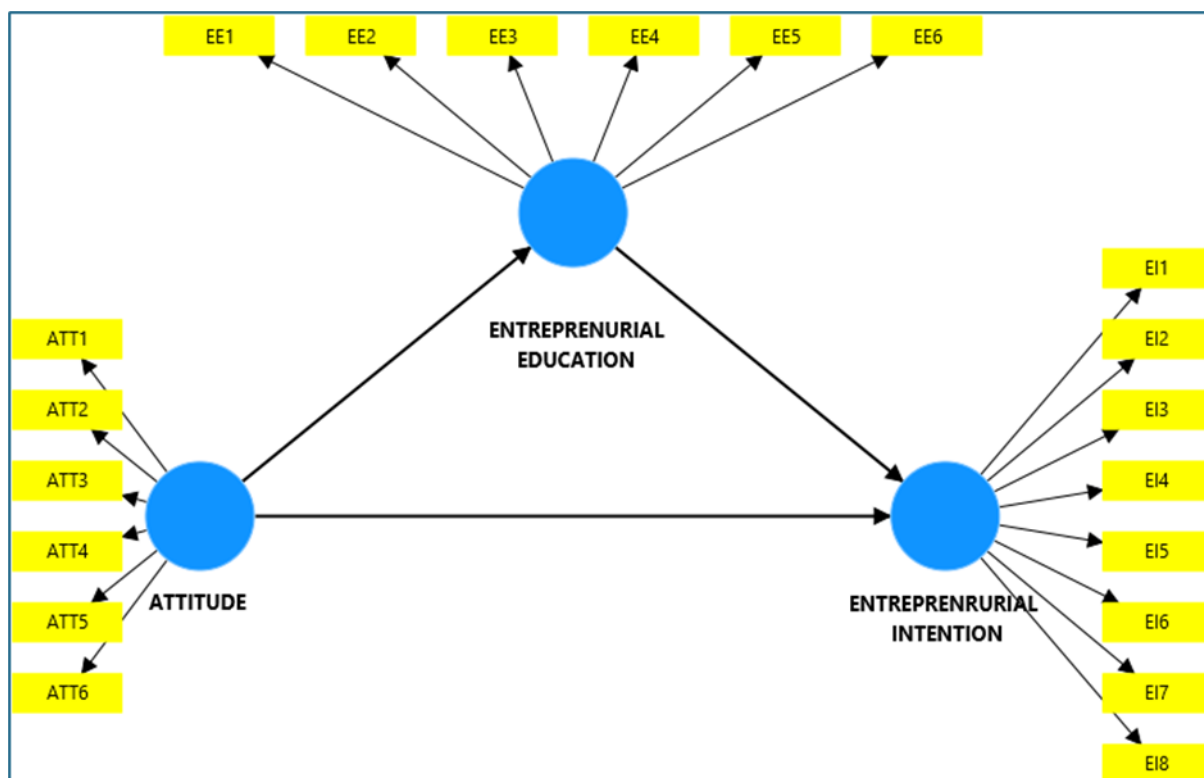 EE1
EE2
EE3
EE4
EE5
EE6
ENTREPRENURIAL
EDUCATION
ATT1
ATT2
ATT3
ATT4
ATT5
ATT6
ATTITUDE
ENTREPRENRURIAL
INTENTION
EI1
EI2
EI3
EI4
EI5
EI6
EI7
EI8